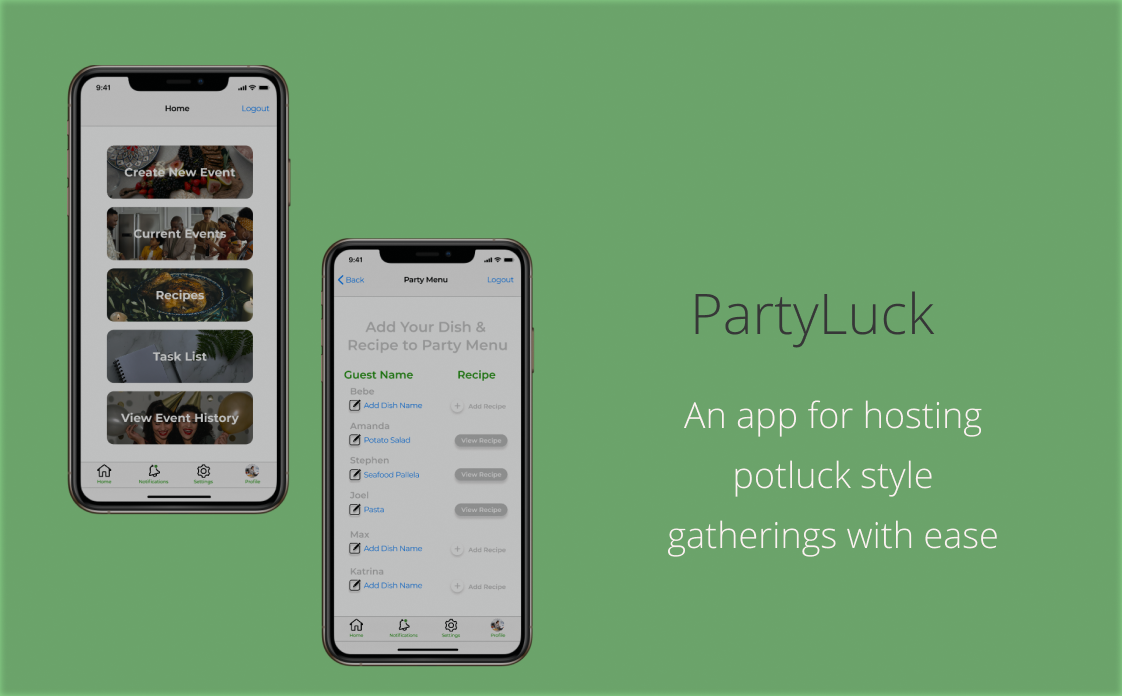 9:41
Home
Logout
Create New Event
Current Events
Recipes
Task List
View Event History
Home
Notifications
Settings
Profile
9:41
Back
Party Menu
Logout
Add Your Dish &
Recipe to Party Menu
Guest Name
Recipe
Bebe
Add Dish Name
Add Recipe
Amanda
Potato Salad
View Recipe
Stephen
Seafood Pallela
View Recipe
Joel
Pasta
View Recipe
Max
Add Dish Name
Add Recipe
Katrina
Add Dish Name
Add Recipe
Home
Notifications
Settings
Profile
PartyLuck
An app for hosting
potluck style
gatherings with ease